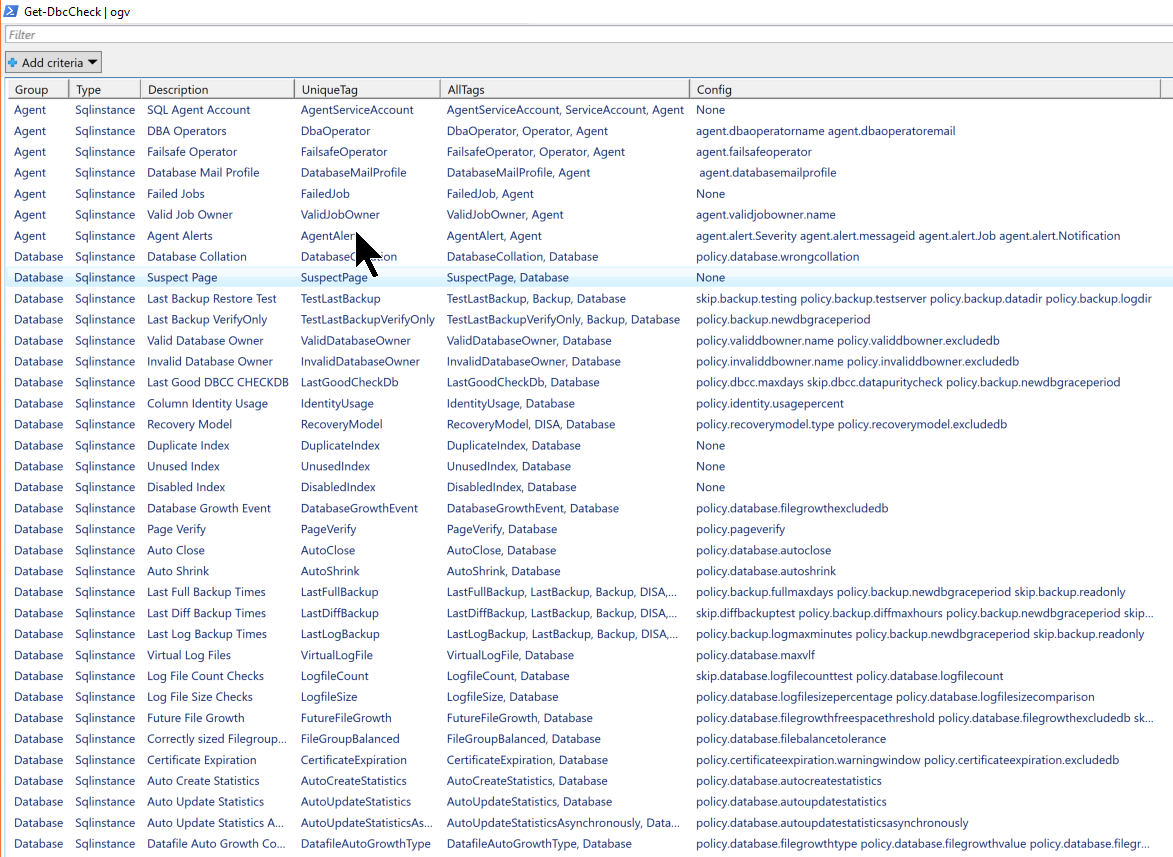 Get-DbcCheck | ogv
Filter
Add criteria
Group Type Description UniqueTag AllTags Config
Agent Sqlinstance SQL Agent Account AgentServiceAccount AgentServiceAccount, ServiceAccount, Agent None
Agent Sqlinstance DBA Operators DbaOperator DbaOperator, Operator, Agent agent.dbaoperatorname agent.dbaoperatoremail
Agent Sqlinstance Failsafe Operator FailsafeOperator FailsafeOperator, Operator, Agent agent.failsafeoperator
Agent Sqlinstance Database Mail Profile DatabaseMailProfile DatabaseMailProfile, Agent agent.databasemailprofile
Agent Sqlinstance Failed Jobs FailedJob FailedJob, Agent None
Agent Sqlinstance Valid Job Owner ValidJobOwner ValidJobOwner, Agent agent.validjobowner.name
Agent Sqlinstance Agent Alerts AgentAlert AgentAlert, Agent agent.alert.Severity agent.alert.messageid agent.alert.Job agent.alert.Notification
Database Sqlinstance Database Collation DatabaseCollation DatabaseCollation, Database policy.database.wrongcollation
Database Sqlinstance Suspect Page SuspectPage SuspectPage, Database None
Database Sqlinstance Last Backup Restore Test TestLastBackup TestLastBackup, Backup, Database skip.backup.testing policy.backup.testserver policy.backup.datadir policy.backup.logdir
Database Sqlinstance Last Backup VerifyOnly TestLastBackupVerifyOnly TestLastBackupVerifyOnly, Backup, Database policy.backup.newdbgraceperiod
Database Sqlinstance Valid Database Owner ValidDatabaseOwner ValidDatabaseOwner, Database policy.validdbowner.name policy.validdbowner.excludedb
Database Sqlinstance Invalid Database Owner InvalidDatabaseOwner InvalidDatabaseOwner, Database policy.invaliddbowner.name policy.invaliddbowner.excludedb
Database Sqlinstance Last Good DBCC CHECKDB LastGoodCheckDb LastGoodCheckDb, Database policy.dbcc.maxdays skip.dbcc.datapuritycheck policy.backup.newdbgraceperiod
Database Sqlinstance Column Identity Usage IdentityUsage IdentityUsage, Database policy.identity.usagepercent
Database Sqlinstance Recovery Model RecoveryModel RecoveryModel, DISA, Database policy.recoverymodel.type policy.recoverymodel.excludedb
Database Sqlinstance Duplicate Index DuplicateIndex DuplicateIndex, Database None
Database Sqlinstance Unused Index UnusedIndex UnusedIndex, Database None
Database Sqlinstance Disabled Index DisabledIndex DisabledIndex, Database None
Database Sqlinstance Database Growth Event DatabaseGrowthEvent DatabaseGrowthEvent, Database policy.database.filegrowthexcludedb
Database Sqlinstance Page Verify PageVerify PageVerify, Database policy.pageverify
Database Sqlinstance Auto Close AutoClose AutoClose, Database policy.database.autoclose
Database Sqlinstance Auto Shrink AutoShrink AutoShrink, Database policy.database.autoshrink
Database Sqlinstance Last Full Backup Times LastFullBackup LastFullBackup, LastBackup, Backup, DISA,... policy.backup.fullmaxdays policy.backup.newdbgraceperiod skip.backup.readonly
Database Sqlinstance Last Diff Backup Times LastDiffBackup LastDiffBackup, LastBackup, Backup, DISA,... skip.diffbackuptest policy.backup.diffmaxhours policy.backup.newdbgraceperiod skip...
Database Sqlinstance Last Log Backup Times LastLogBackup LastLogBackup, LastBackup, Backup, DISA,... policy.backup.logmaxminutes policy.backup.newdbgraceperiod skip.backup.readonly
Database Sqlinstance Virtual Log Files VirtualLogFile VirtualLogFile, Database policy.database.maxvlf
Database Sqlinstance Log File Count Checks LogfileCount LogfileCount, Database skip.database.logfilecounttest policy.database.logfilecount
Database Sqlinstance Log File Size Checks LogfileSize LogfileSize, Database policy.database.logfilesizepercentage policy.database.logfilesizecomparison
Database Sqlinstance Future File Growth FutureFileGrowth FutureFileGrowth, Database policy.database.filegrowthfreespacethreshold policy.database.filegrowthexcludedb sk...
Database Sqlinstance Correctly sized Filegroup... FileGroupBalanced FileGroupBalanced, Database policy.database.filebalancetolerance
Database Sqlinstance Certificate Expiration CertificateExpiration CertificateExpiration, Database policy.certificateexpiration.warningwindow policy.certificateexpiration.excludedb
Database Sqlinstance Auto Create Statistics AutoCreateStatistics AutoCreateStatistics, Database policy.database.autocreatestatistics
Database Sqlinstance Auto Update Statistics AutoUpdateStatistics AutoUpdateStatistics, Database policy.database.autoupdatestatistics
Database Sqlinstance Auto Update Statistics A... AutoUpdateStatisticsAs... AutoUpdateStatisticsAsynchronously, Data... policy.database.autoupdatestatisticsasynchronously
Database Sqlinstance Datafile Auto Growth Co... DatafileAutoGrowthType DatafileAutoGrowthType, Database policy.database.filegrowthtype policy.database.filegrowthvalue policy.database.filegr...